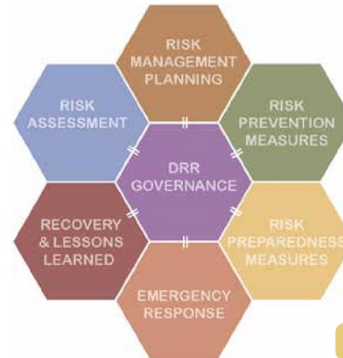 RISK
MANAGEMENT
PLANNING
RISK
ASSESSMENT
RISK
PREVENTION
MEASURES
DRR
GOVERNANCE
RECOVERY
& LESSONS
LEARNED
RISK
PREPAREDNESS
MEASURES
EMERGENCY
RESPONSE